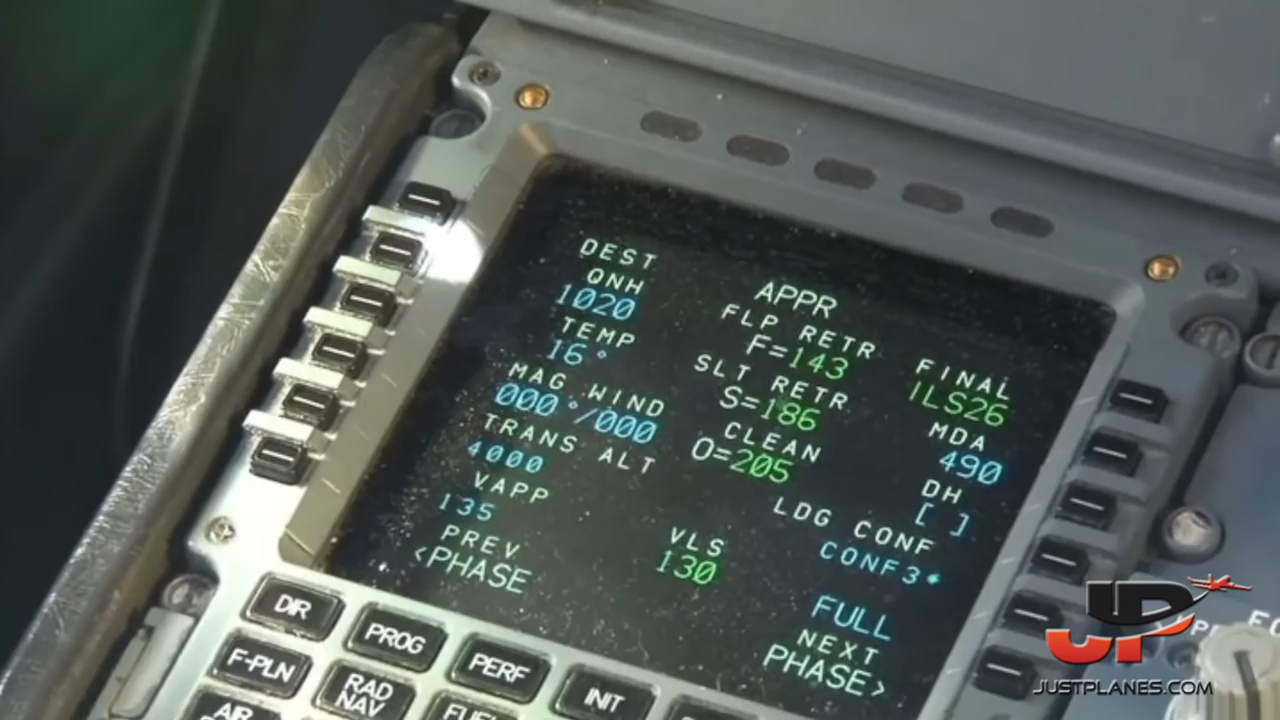 APPR
DEST
QNH FLP RETR FINAL
1020 F=143 ILS26
TEMP SLT RETR MDA
16° S=186 490
MAG WIND CLEAN DH
000°/000 O=205 [ ]
TRANS ALT LDG CONF
4000 CONF3*
VAPP VLS
135 130 FULL
PREV NEXT
<PHASE PHASE>
DIR PROG PERF INIT
F-PLN RAD NAV
AIR
JP
JUSTPLANES.COM